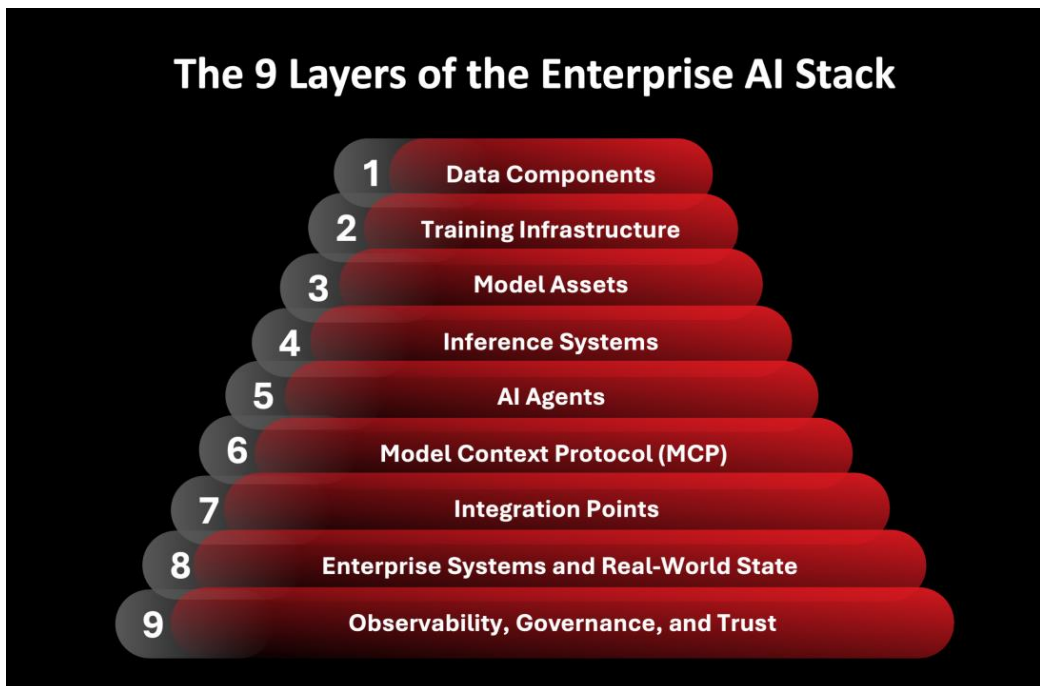 The 9 Layers of the Enterprise AI Stack
1 Data Components
2 Training Infrastructure
3 Model Assets
4 Inference Systems
5 AI Agents
6 Model Context Protocol (MCP)
7 Integration Points
8 Enterprise Systems and Real-World State
9 Observability, Governance, and Trust